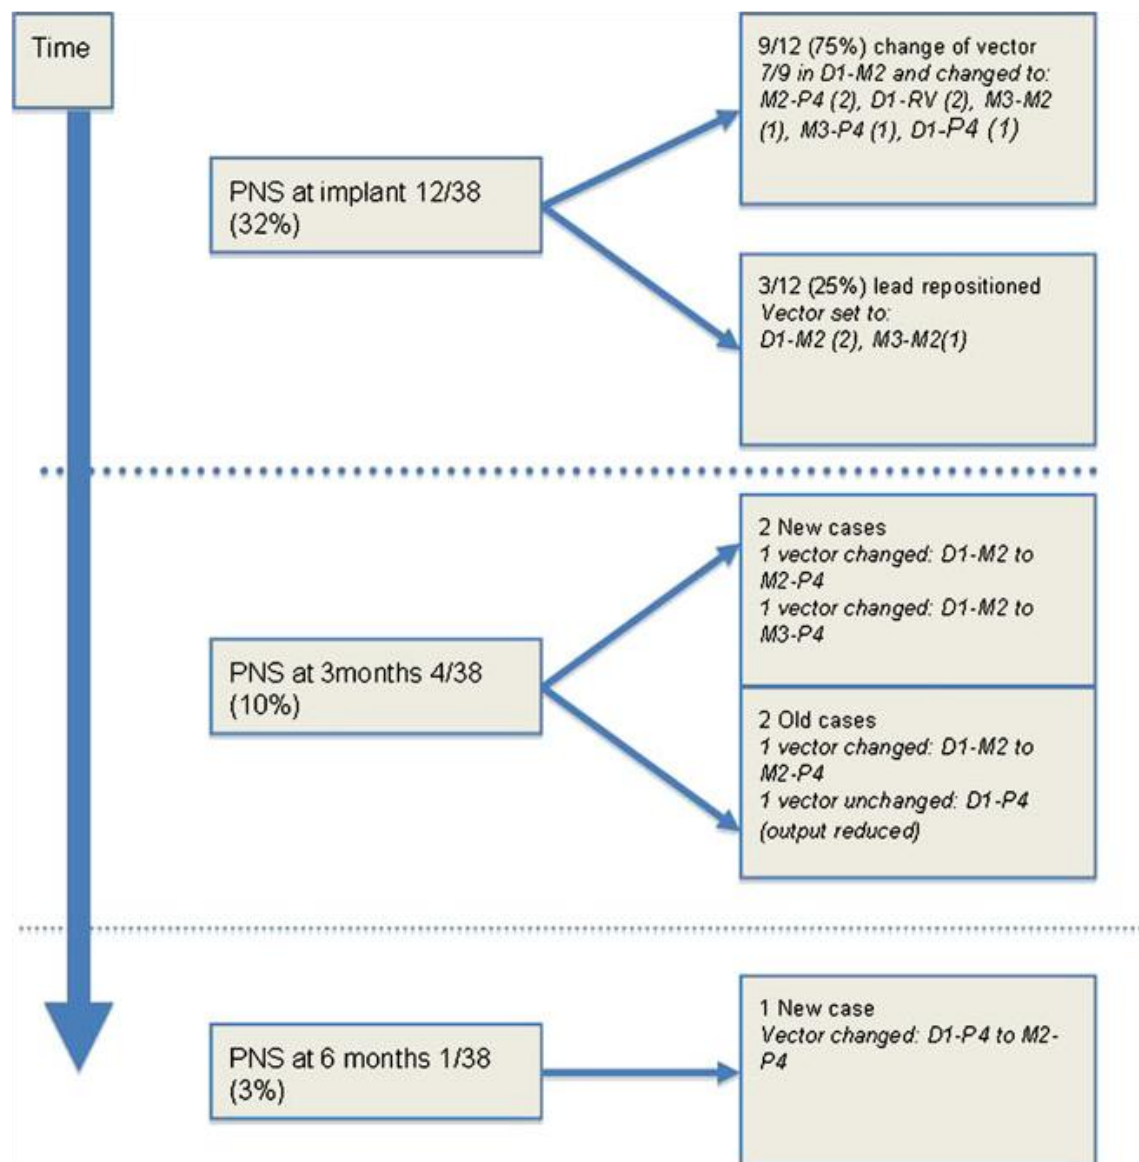 Time
9/12 (75%) change of vector
7/9 in D1-M2 and changed to:
M2-P4 (2), D1-RV (2), M3-M2
(1), M3-P4 (1), D1-P4 (1)
PNS at implant 12/38
(32%)
3/12 (25%) lead repositioned
Vector set to:
D1-M2 (2), M3-M2(1)
2 New cases
1 vector changed: D1-M2 to
M2-P4
1 vector changed: D1-M2 to
M3-P4
PNS at 3months 4/38
(10%)
2 Old cases
1 vector changed: D1-M2 to
M2-P4
1 vector unchanged: D1-P4
(output reduced)
1 New case
Vector changed: D1-P4 to M2-
P4
PNS at 6 months 1/38
(3%)